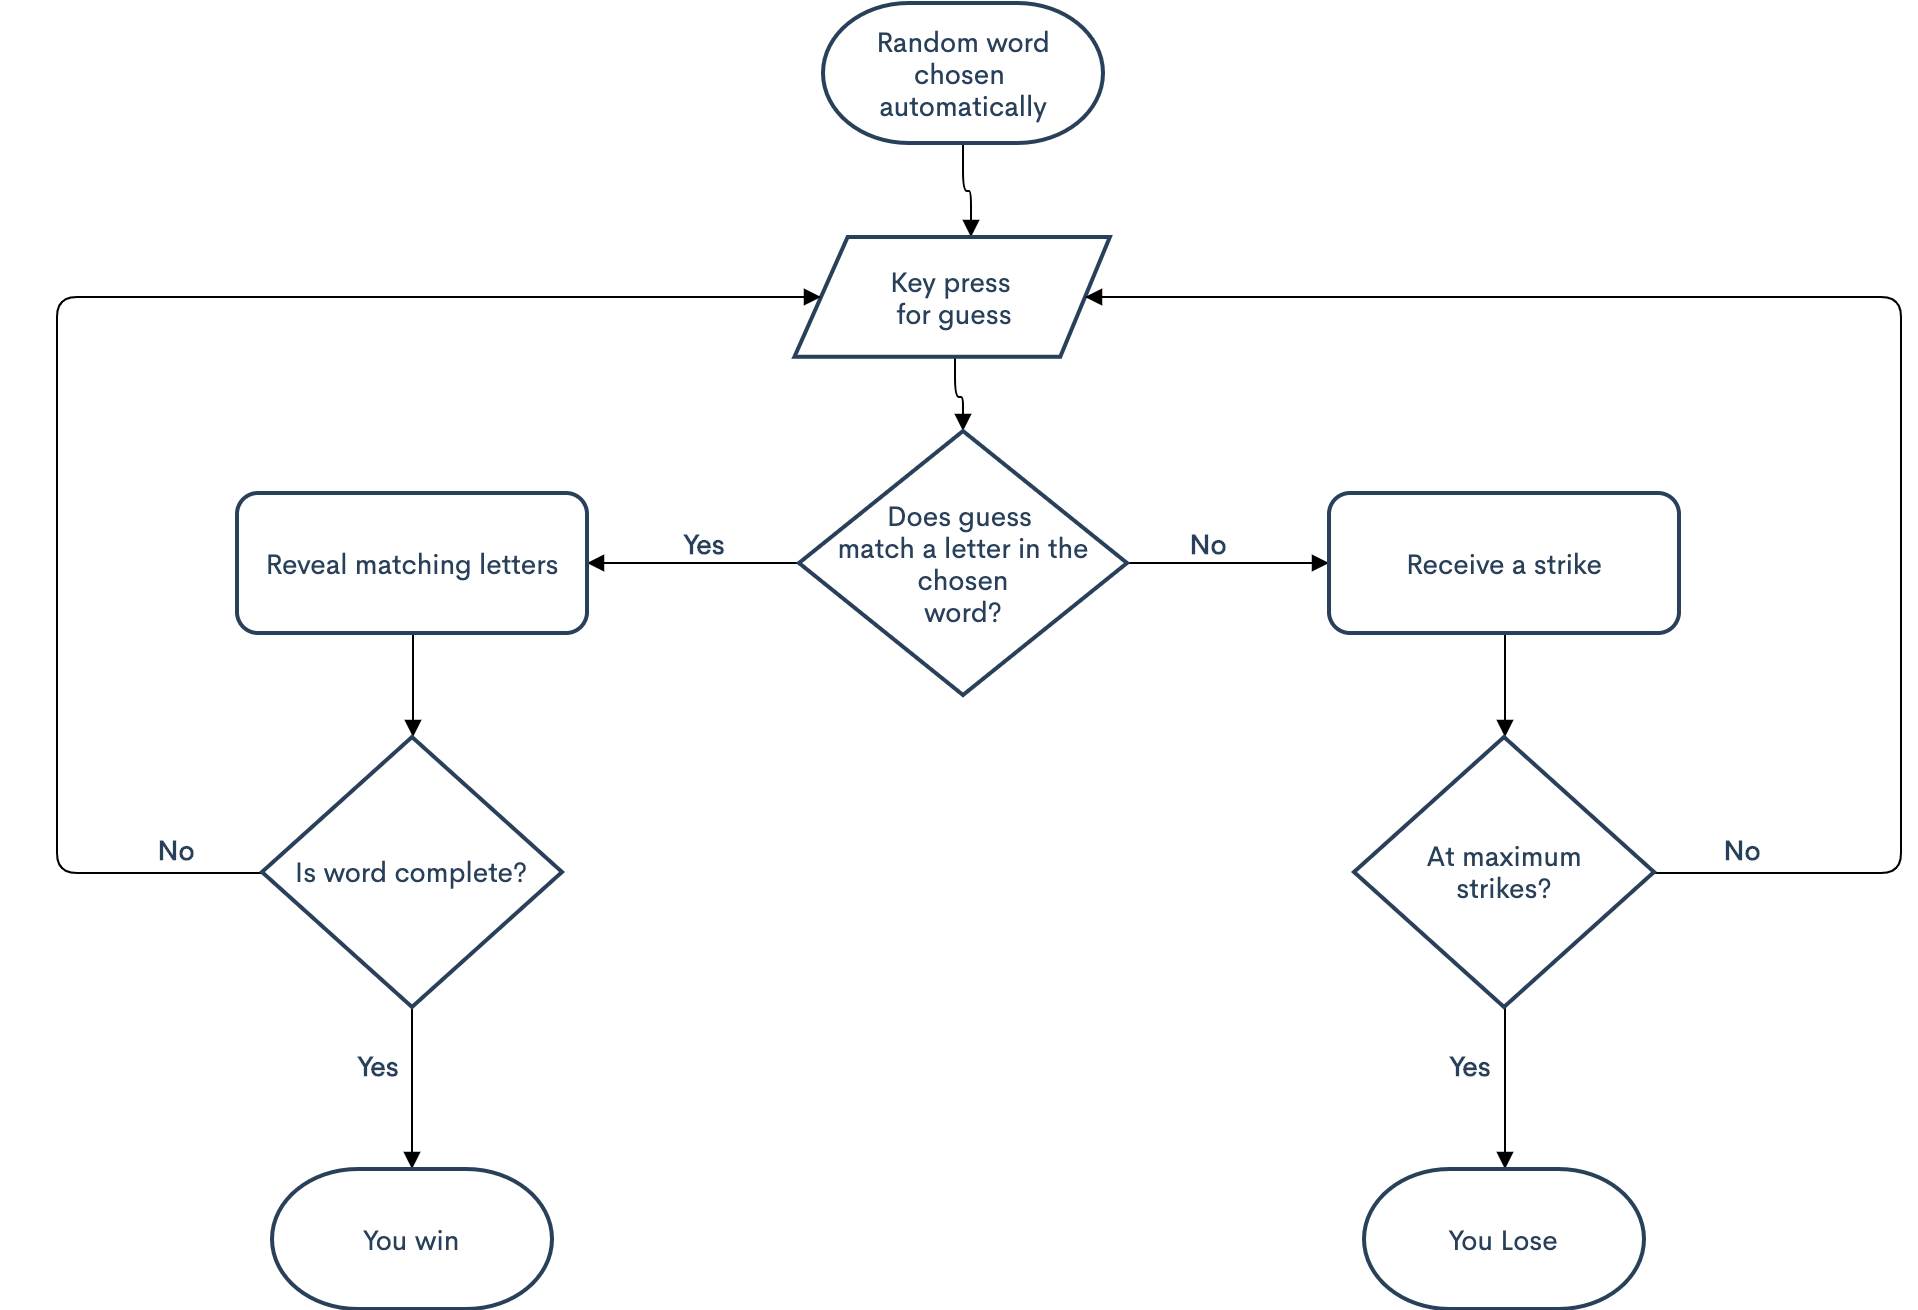 Random word
chosen
automatically
Key press
for guess
Does guess
match a letter in the
chosen
word?
Yes
No
Reveal matching letters
Receive a strike
No
Is word complete?
At maximum
strikes?
No
Yes
Yes
You win
You Lose